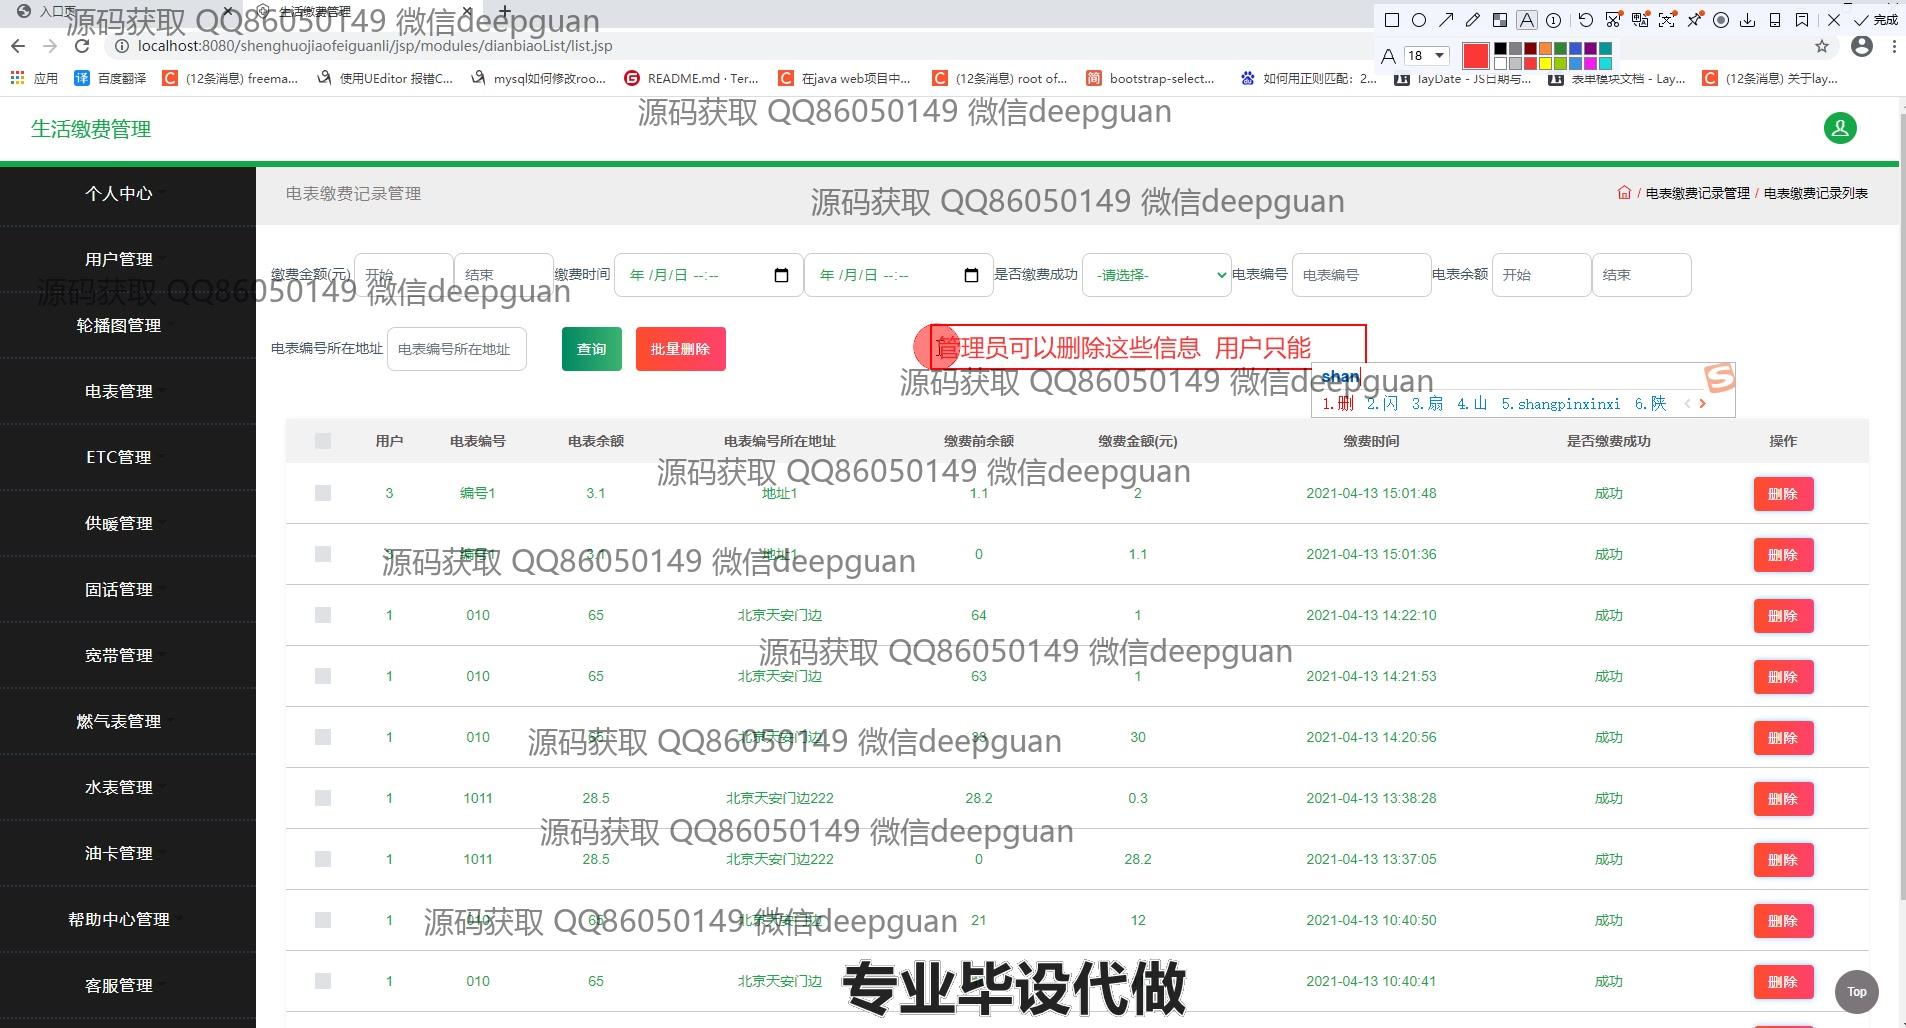 入口页
生活缴费管理
源码获取 QQ86050149 微信deepguan
完成
localhost:8080/shenghuojiaofeiguanli/jsp/modules/dianbiaoList/list.jsp
A 18
应用
百度翻译
(12条消息) freema...
使用UEditor 报错C...
mysql如何修改roo...
README.md · Ter...
在java web项目中...
(12条消息) root of...
bootstrap-select...
如何用正则匹配：2...
layDate - JS日期与...
表单模块文档 - Lay...
(12条消息) 关于lay...
源码获取 QQ86050149 微信deepguan
生活缴费管理
个人中心
电表缴费记录管理
源码获取 QQ86050149 微信deepguan
/ 电表缴费记录管理 / 电表缴费记录列表
用户管理
缴费金额(元) 开始 结束 缴费时间 年 /月/日 --:-- 年 /月/日 --:-- 是否缴费成功 -请选择- 电表编号 电表编号 电表余额 开始 结束
源码获取 QQ86050149 微信deepguan
轮播图管理
电表编号所在地址 电表编号所在地址 查询 批量删除
管理员可以删除这些信息 用户只能
源码获取 QQ86050149 微信deepguan
shan
1.删 2.闪 3.扇 4.山 5.shangpinxinxi 6.陕
电表管理
用户 电表编号 电表余额 电表编号所在地址 缴费前余额 缴费金额(元) 缴费时间 是否缴费成功 操作
ETC管理
源码获取 QQ86050149 微信deepguan
3 编号1 3.1 地址1 1.1 2 2021-04-13 15:01:48 成功 删除
供暖管理
3 编号1 3.1 地址1 0 1.1 2021-04-13 15:01:36 成功 删除
源码获取 QQ86050149 微信deepguan
固话管理
1 010 65 北京天安门边 64 1 2021-04-13 14:22:10 成功 删除
宽带管理
源码获取 QQ86050149 微信deepguan
1 010 65 北京天安门边 63 1 2021-04-13 14:21:53 成功 删除
燃气表管理
1 010 65 北京天安门边 33 30 2021-04-13 14:20:56 成功 删除
源码获取 QQ86050149 微信deepguan
水表管理
1 1011 28.5 北京天安门边222 28.2 0.3 2021-04-13 13:38:28 成功 删除
源码获取 QQ86050149 微信deepguan
油卡管理
1 1011 28.5 北京天安门边222 0 28.2 2021-04-13 13:37:05 成功 删除
帮助中心管理
1 010 65 北京天安门边 21 12 2021-04-13 10:40:50 成功 删除
源码获取 QQ86050149 微信deepguan
客服管理
1 010 65 北京天安门边 2021-04-13 10:40:41 成功 删除
专业毕设代做
Top